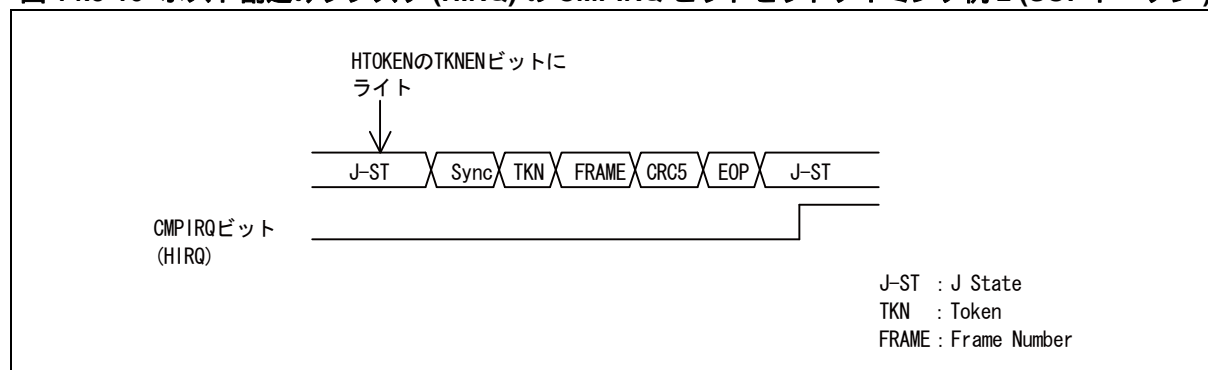 HTOKENのTKNENビットに
ライト
J-ST Sync TKN FRAME CRC5 EOP J-ST
CMPIRQビット
(HIRQ)
J-ST : J State
TKN : Token
FRAME : Frame Number